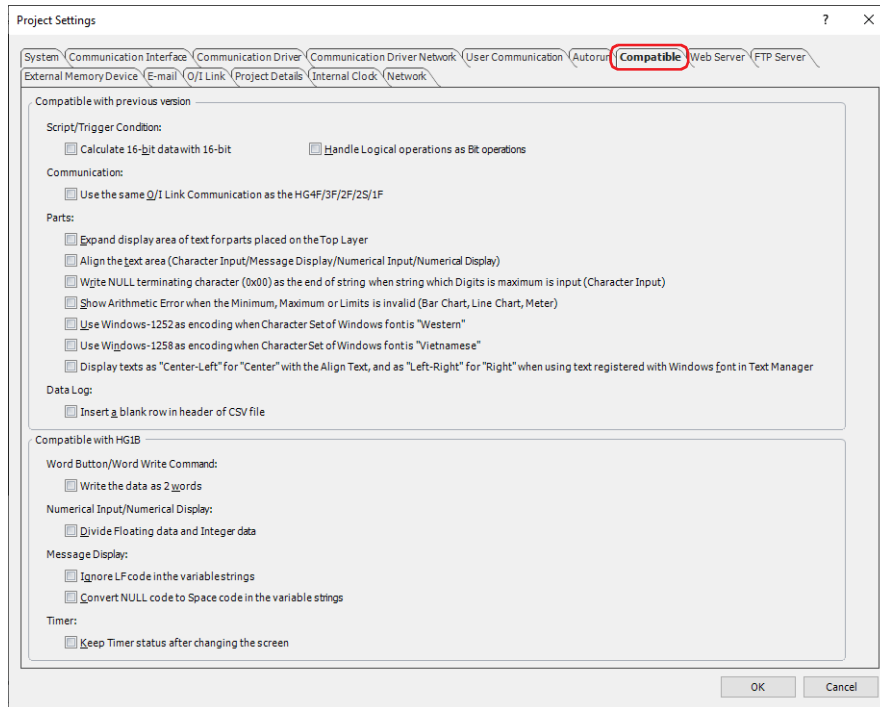 Project Settings ? ×
System Communication Interface Communication Driver Communication Driver Network User Communication Autorun Compatible Web Server FTP Server
External Memory Device E-mail O/I Link Project Details Internal Clock Network
Compatible with previous version
Script/Trigger Condition:
Calculate 16-bit data with 16-bit Handle Logical operations as Bit operations
Communication:
Use the same O/I Link Communication as the HG4F/3F/2F/2S/1F
Parts:
Expand display area of text for parts placed on the Top Layer
Align the text area (Character Input/Message Display/Numerical Input/Numerical Display)
Write NULL terminating character (0x00) as the end of string when string which Digits is maximum is input (Character Input)
Show Arithmetic Error when the Minimum, Maximum or Limits is invalid (Bar Chart, Line Chart, Meter)
Use Windows-1252 as encoding when Character Set of Windows font is "Western"
Use Windows-1258 as encoding when Character Set of Windows font is "Vietnamese"
Display texts as "Center-Left" for "Center" with the Align Text, and as "Left-Right" for "Right" when using text registered with Windows font in Text Manager
Data Log:
Insert a blank row in header of CSV file
Compatible with HG1B
Word Button/Word Write Command:
Write the data as 2 words
Numerical Input/Numerical Display:
Divide Floating data and Integer data
Message Display:
Ignore LF code in the variable strings
Convert NULL code to Space code in the variable strings
Timer:
Keep Timer status after changing the screen
OK Cancel